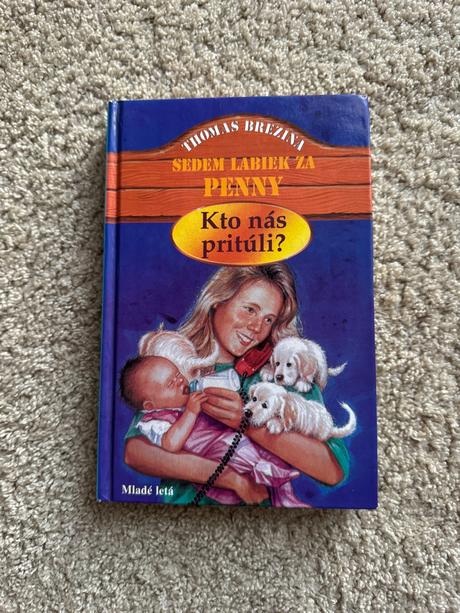 THOMAS BREZINA
SEDEM LABIEK ZA
PENNY
Kto nás
pritúli?
Mladé letá